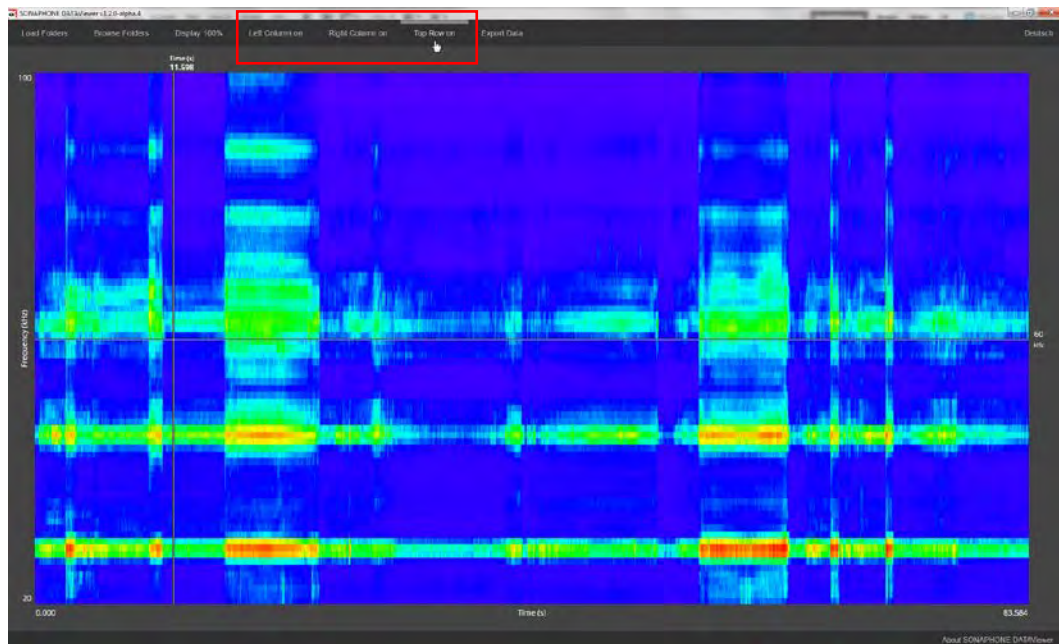 SONAPHONE DATAViewer v1.2.0-alpha.4
Load Folders Browse Folders Display 100% Left Column on Right Column on Top Row on Export Data Deutsch
Time (s)
11.598
100
Frequency (kHz)
60
kHz
20
0.000 Time (s) 63.584
About SONAPHONE DATAViewer